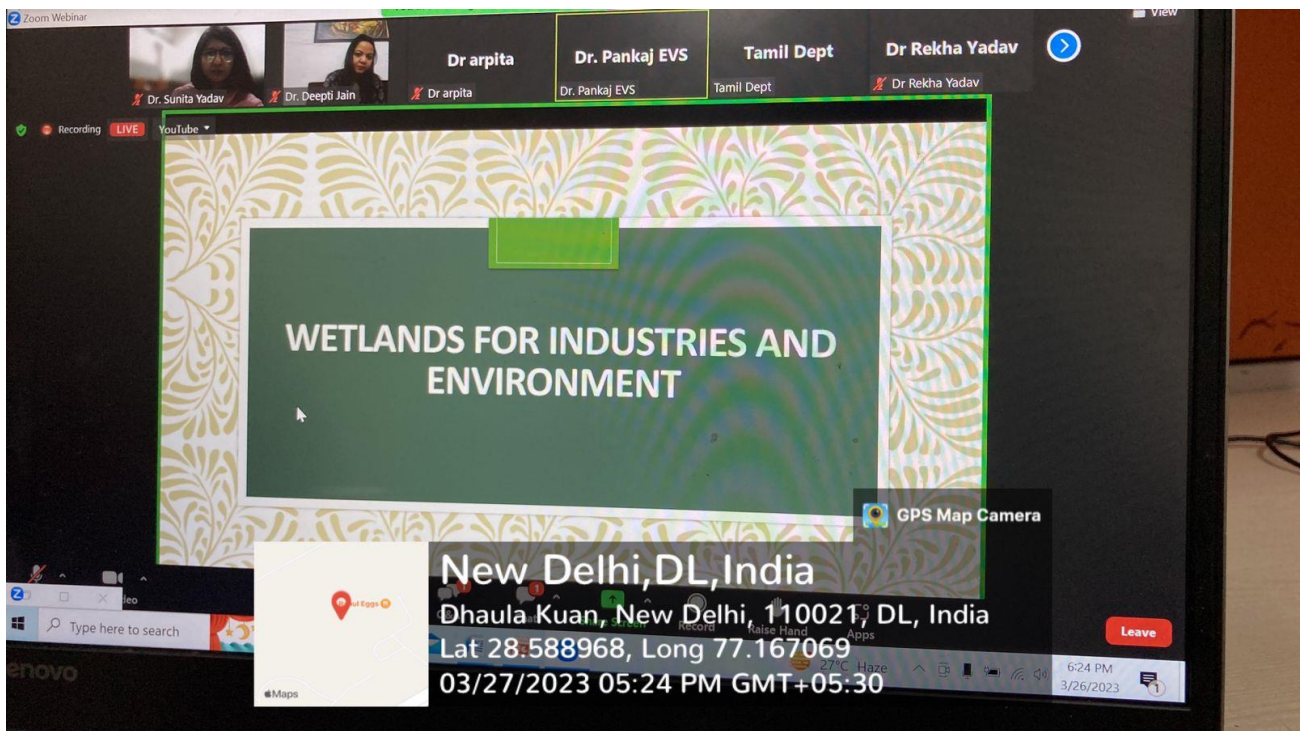 Zoom Webinar
View
Dr arpita
Dr. Pankaj EVS
Tamil Dept
Dr Rekha Yadav
Dr. Sunita Yadav
Dr. Deepti Jain
Dr arpita
Dr. Pankaj EVS
Tamil Dept
Dr Rekha Yadav
Recording
LIVE
YouTube
WETLANDS FOR INDUSTRIES AND
ENVIRONMENT
GPS Map Camera
New Delhi,DL,India
Dhaula Kuan, New Delhi, 110021, DL, India
Lat 28.588968, Long 77.167069
03/27/2023 05:24 PM GMT+05:30
Maps
Record
Raise Hand
Apps
Leave
Type here to search
27°C Haze
6:24 PM
3/26/2023
1
enovo